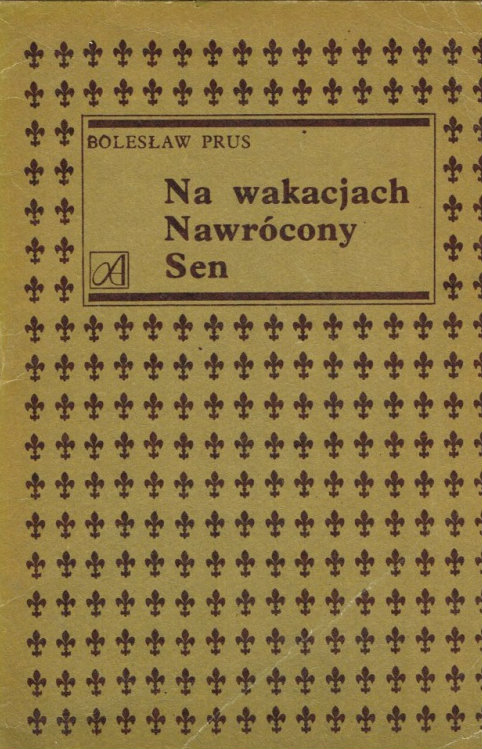 BOLESŁAW PRUS
Na wakacjach
Nawrócony
Sen
A